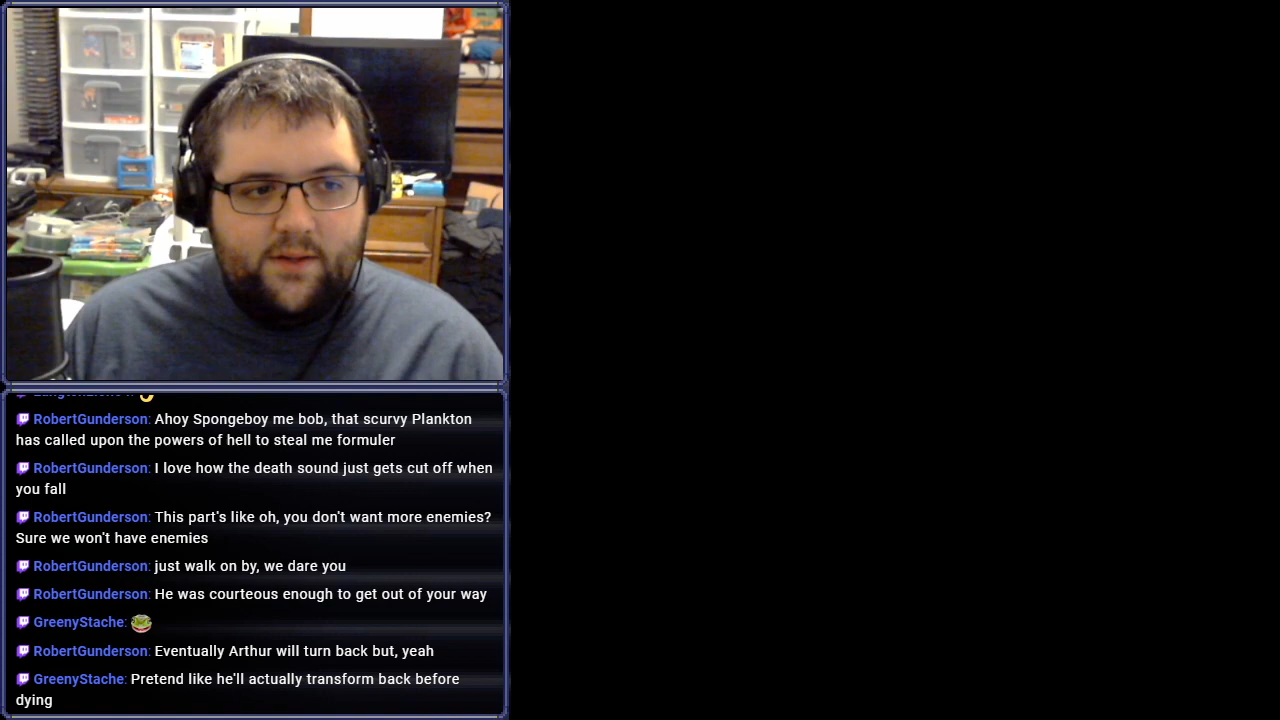 RobertGunderson: Ahoy Spongeboy me bob, that scurvy Plankton
has called upon the powers of hell to steal me formuler
RobertGunderson: I love how the death sound just gets cut off when
you fall
RobertGunderson: This part's like oh, you don't want more enemies?
Sure we won't have enemies
RobertGunderson: just walk on by, we dare you
RobertGunderson: He was courteous enough to get out of your way
GreenyStache:
RobertGunderson: Eventually Arthur will turn back but, yeah
GreenyStache: Pretend like he'll actually transform back before
dying